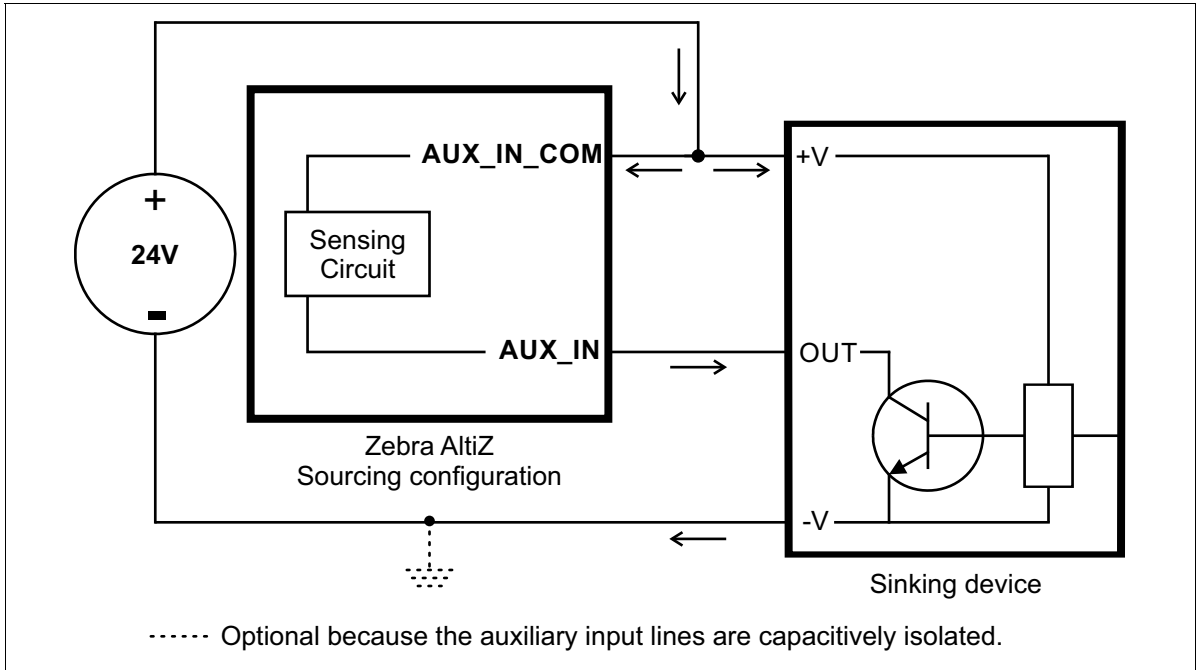 AUX_IN_COM
+V
+
24V
-
Sensing
Circuit
AUX_IN
OUT
Zebra AltiZ
Sourcing configuration
-V
Sinking device
Optional because the auxiliary input lines are capacitively isolated.